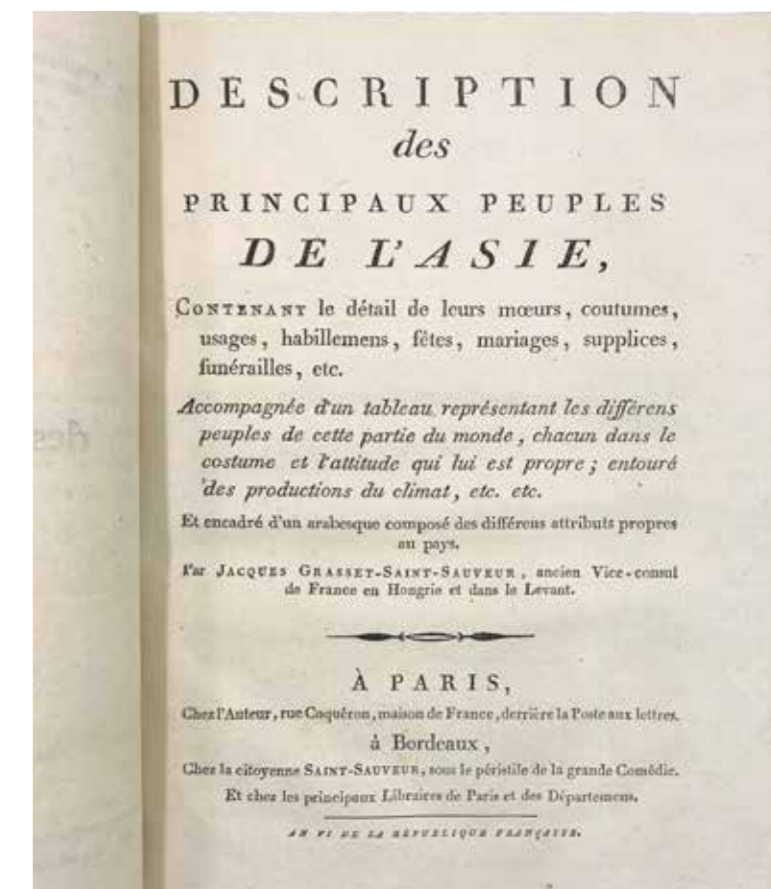 DESCRIPTION
des
PRINCIPAUX PEUPLES
DE L'ASIE,
CONTENANT le détail de leurs mœurs, coutumes,
usages, habillemens, fêtes, mariages, supplices,
funérailles, etc.
Accompagnée d'un tableau représentant les différens
peuples de cette partie du monde, chacun dans le
costume et l'attitude qui lui est propre; entouré
des productions du climat, etc. etc.
Et encadré d'un arabesque composé des différens attributs propres
au pays.
Par JACQUES GRASSET-SAINT-SAUVEUR, ancien Vice-consul
de France en Hongrie et dans le Levant.
À PARIS,
Chez l'Auteur, rue Coquéron, maison de France, derrière la Poste aux lettres.
à Bordeaux,
Chez la citoyenne SAINT-SAUVEUR, sous le péristile de la grande Comédie.
Et chez les principaux Libraires de Paris et des Départemens.
AN VI DE LA RÉPUBLIQUE FRANÇAISE.